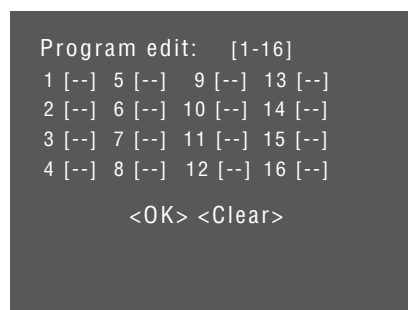 Program edit: [1-16]
1 [--] 5 [--] 9 [--] 13 [--]
2 [--] 6 [--] 10 [--] 14 [--]
3 [--] 7 [--] 11 [--] 15 [--]
4 [--] 8 [--] 12 [--] 16 [--]
<OK> <Clear>